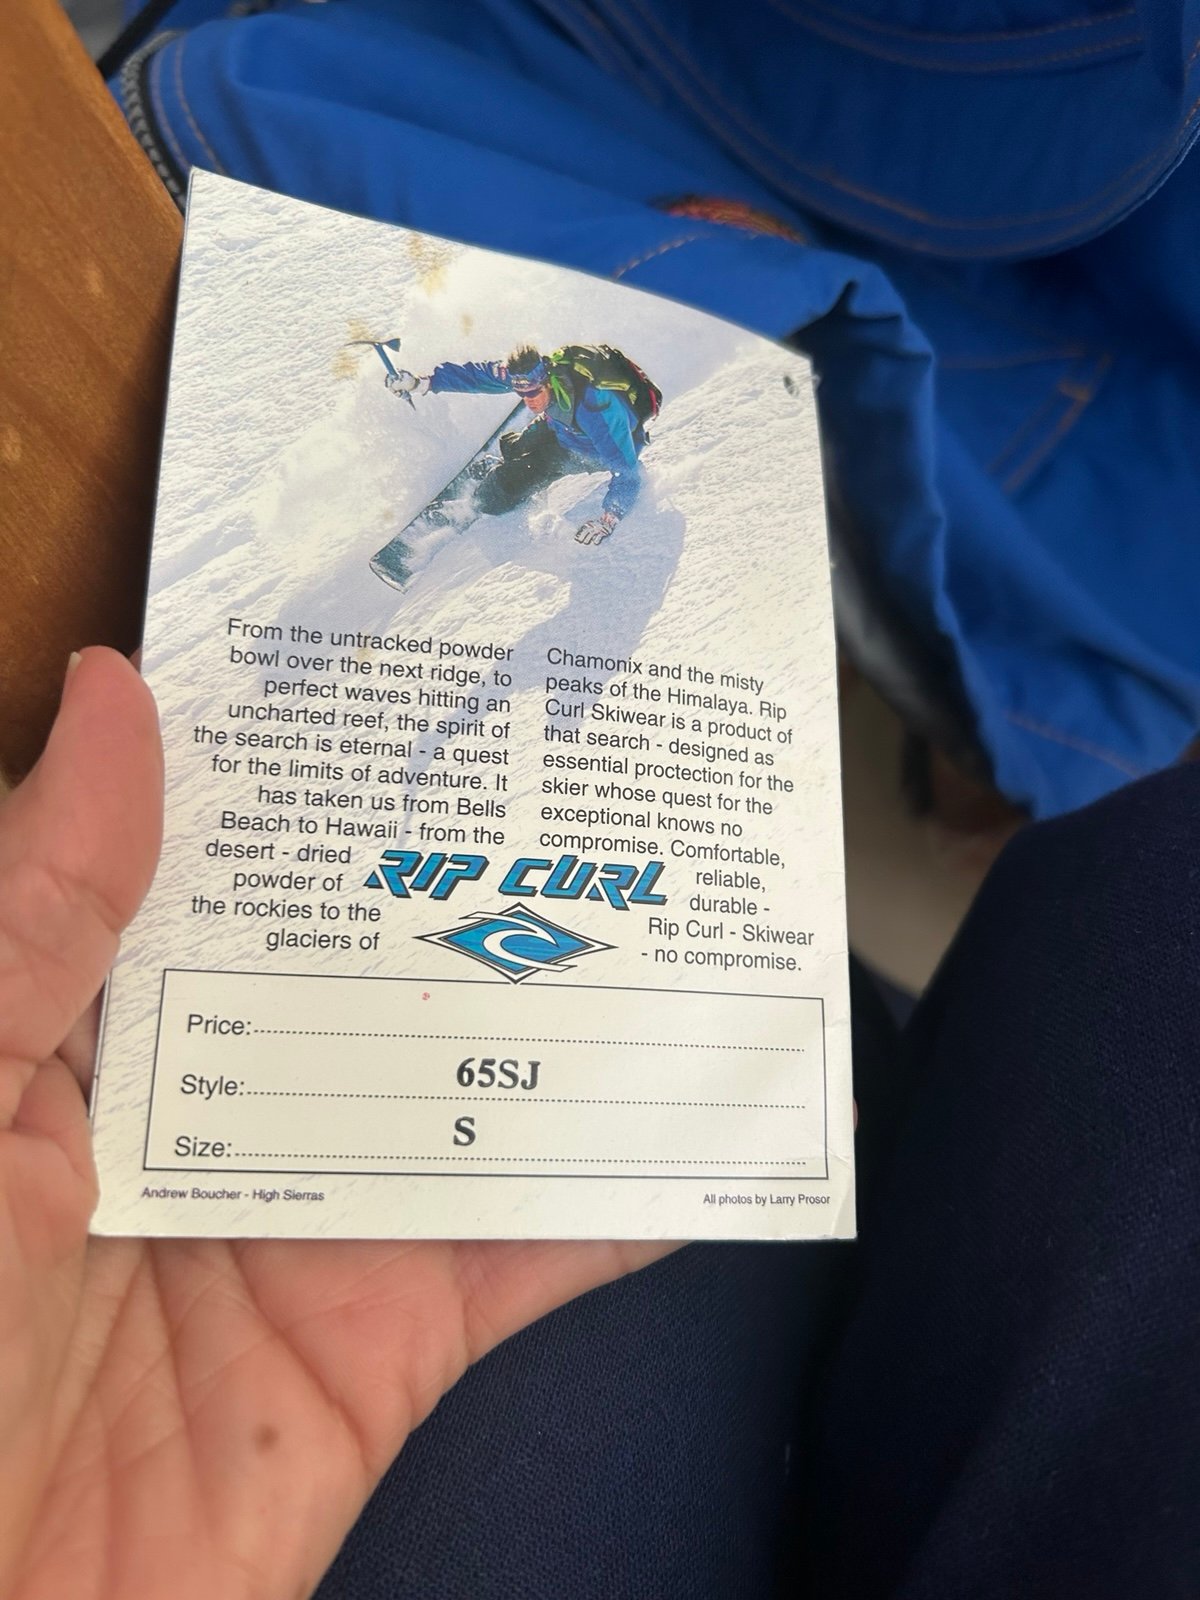 From the untracked powder
bowl over the next ridge, to
perfect waves hitting an
uncharted reef, the spirit of
the search is eternal - a quest
for the limits of adventure. It
has taken us from Bells
Beach to Hawaii - from the
desert - dried
powder of
the rockies to the
glaciers of
Chamonix and the misty
peaks of the Himalaya. Rip
Curl Skiwear is a product of
that search - designed as
essential proctection for the
skier whose quest for the
exceptional knows no
compromise. Comfortable,
reliable,
durable -
Rip Curl - Skiwear
- no compromise.
RIP CURL
Price:
Style: 65SJ
Size: S
Andrew Boucher - High Sierras
All photos by Larry Prosor